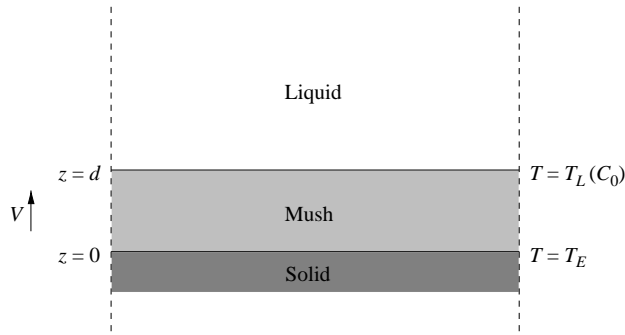 Liquid
z = d
T = T_L (C_0)
V
Mush
z = 0
T = T_E
Solid